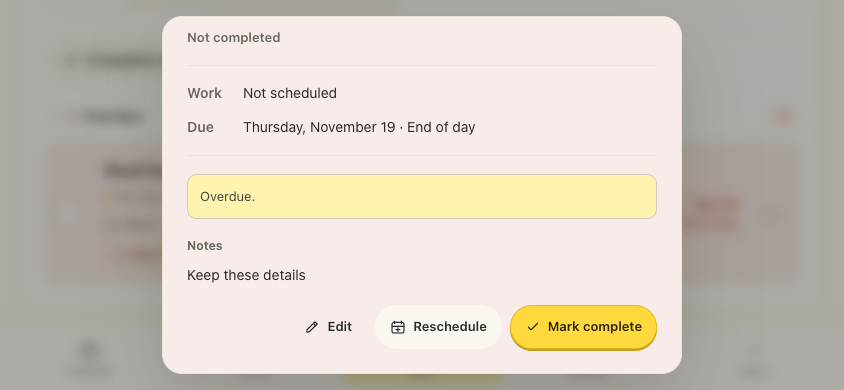 Not completed
Work Not scheduled
Due Thursday, November 19 · End of day
Overdue.
Notes
Keep these details
Edit Reschedule Mark complete